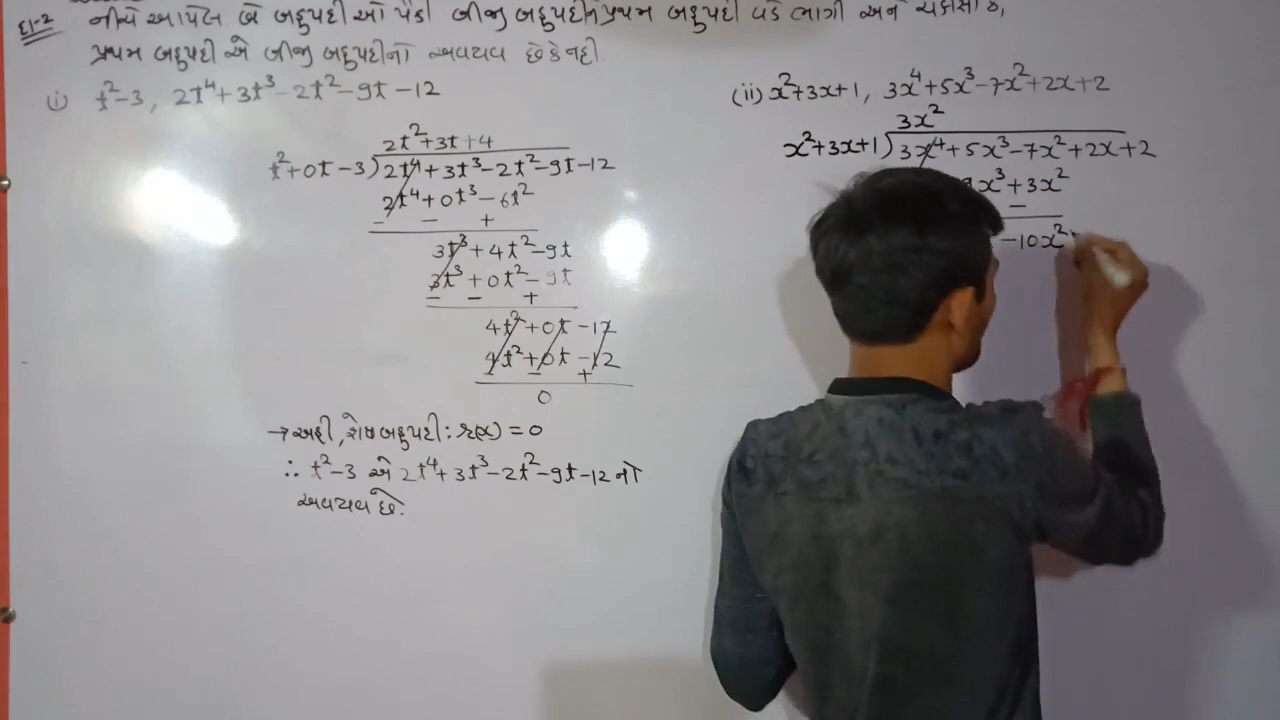 દા-2 નીચે આપેલ બે બહુપદીઓ પૈકી બીજી બહુપદીને પ્રથમ બહુપદી વડે ભાગી અને ચકાસો કે,
પ્રથમ બહુપદી એ બીજી બહુપદીનો અવયવ છે કે નહી.
(i) t²-3, 2t⁴+3t³-2t²-9t-12
2t²+3t+4
t²+0t-3) 2t⁴+3t³-2t²-9t-12
2t⁴+0t³-6t²
- - +
3t³+4t²-9t
3t³+0t²-9t
- - +
4t²+0t-12
4t²+0t-12
- +
0
→ અહી, શેષ બહુપદી: r(x) = 0
∴ t²-3 એ 2t⁴+3t³-2t²-9t-12 નો
અવયવ છે.
(ii) x²+3x+1, 3x⁴+5x³-7x²+2x+2
3x²
x²+3x+1) 3x⁴+5x³-7x²+2x+2
x³+3x²
-
-10x²